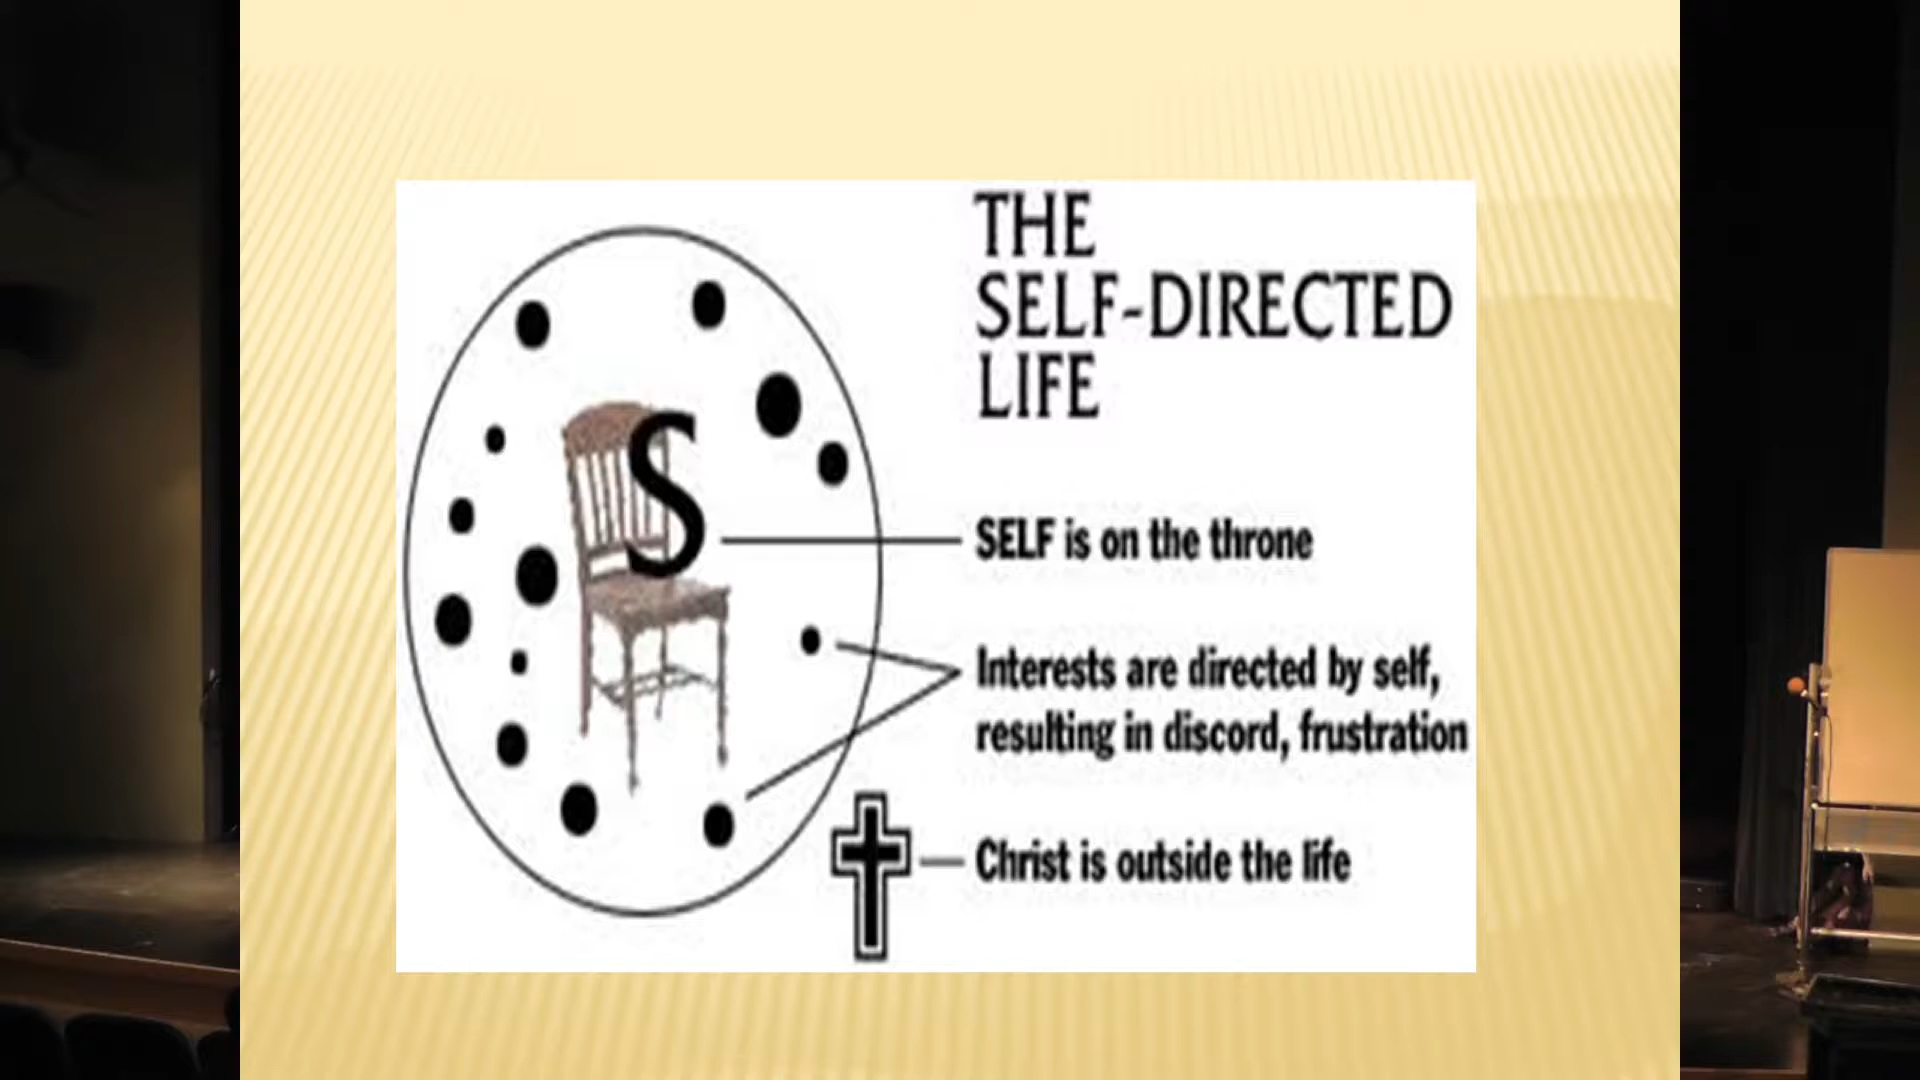 THE
SELF-DIRECTED
LIFE
S
SELF is on the throne
Interests are directed by self,
resulting in discord, frustration
Christ is outside the life